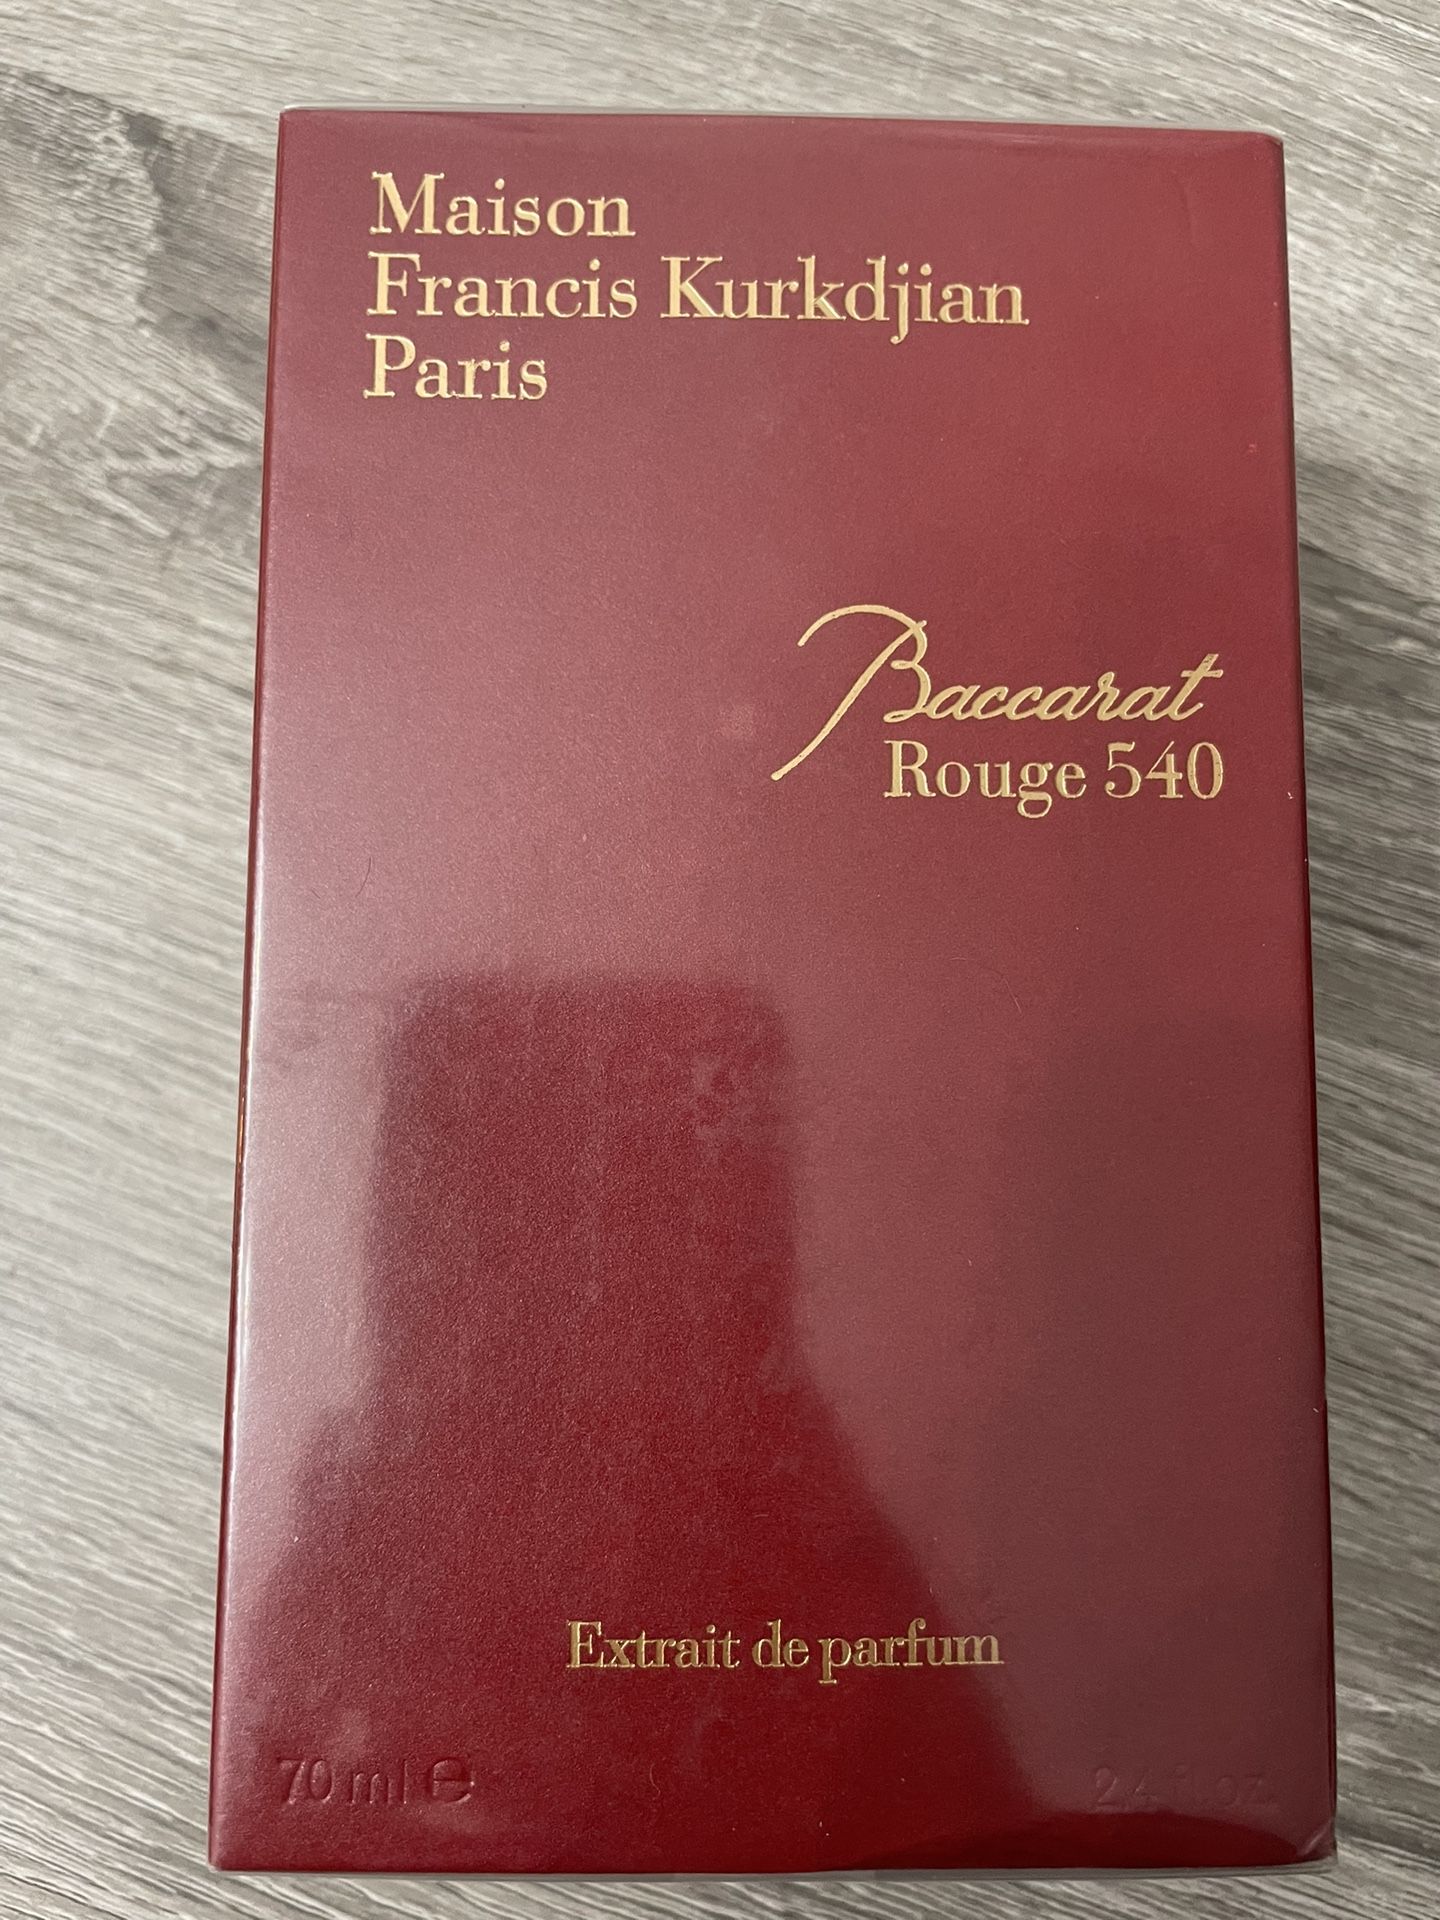 Maison
Francis Kurkdjian
Paris
Baccarat
Rouge 540
Extrait de parfum
70 ml ℮ 2.4 fl.oz.